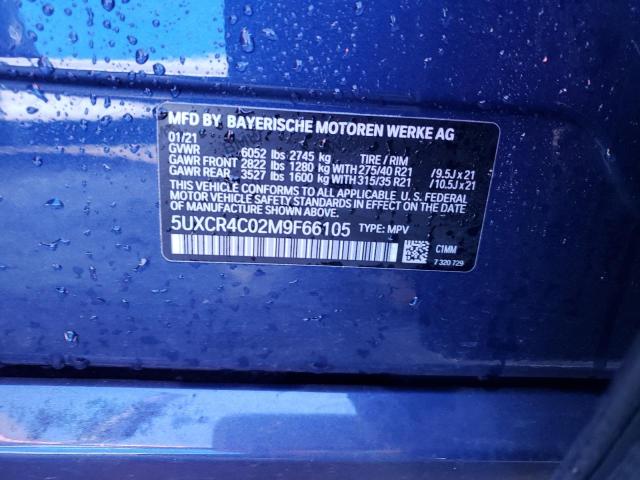 MFD BY BAYERISCHE MOTOREN WERKE AG
01/21
GVWR 6052 lbs 2745 kg TIRE / RIM
GAWR FRONT 2822 lbs 1280 kg WITH 275/40 R21 / 9.5J x 21
GAWR REAR 3527 lbs 1600 kg WITH 315/35 R21 / 10.5J x 21
THIS VEHICLE CONFORMS TO ALL APPLICABLE U. S. FEDERAL
MOTOR VEHICLE SAFETY STANDARDS IN EFFECT ON THE DATE OF
MANUFACTURE SHOWN ABOVE.
5UXCR4C02M9F66105 TYPE: MPV
C1MM
7 320 729